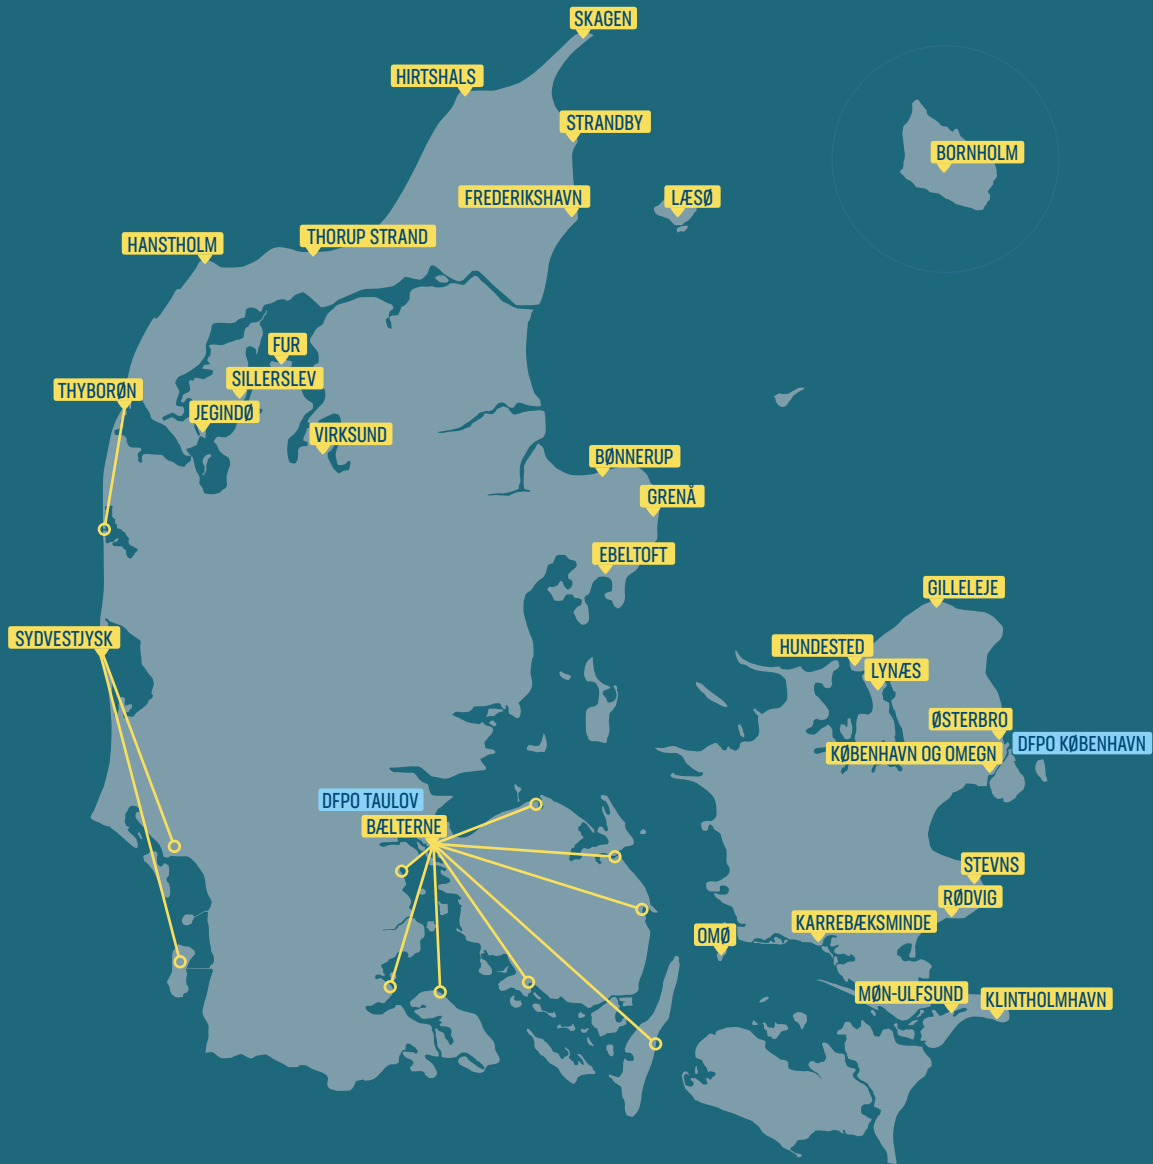 SKAGEN
HIRTSHALS
STRANDBY
BORNHOLM
FREDERIKSHAVN
LÆSØ
THORUP STRAND
HANSTHOLM
FUR
SILLERSLEV
THYBORØN
JEGINDØ
VIRKSUND
BØNNERUP
GRENÅ
EBELTOFT
GILLELEJE
SYDVESTJYSK
HUNDESTED
LYNÆS
ØSTERBRO
DFPO KØBENHAVN
KØBENHAVN OG OMEGN
DFPO TAULOV
BÆLTERNE
STEVNS
RØDVIG
KARREBÆKSMINDE
OMØ
MØN-ULFSUND
KLINTHOLMHAVN